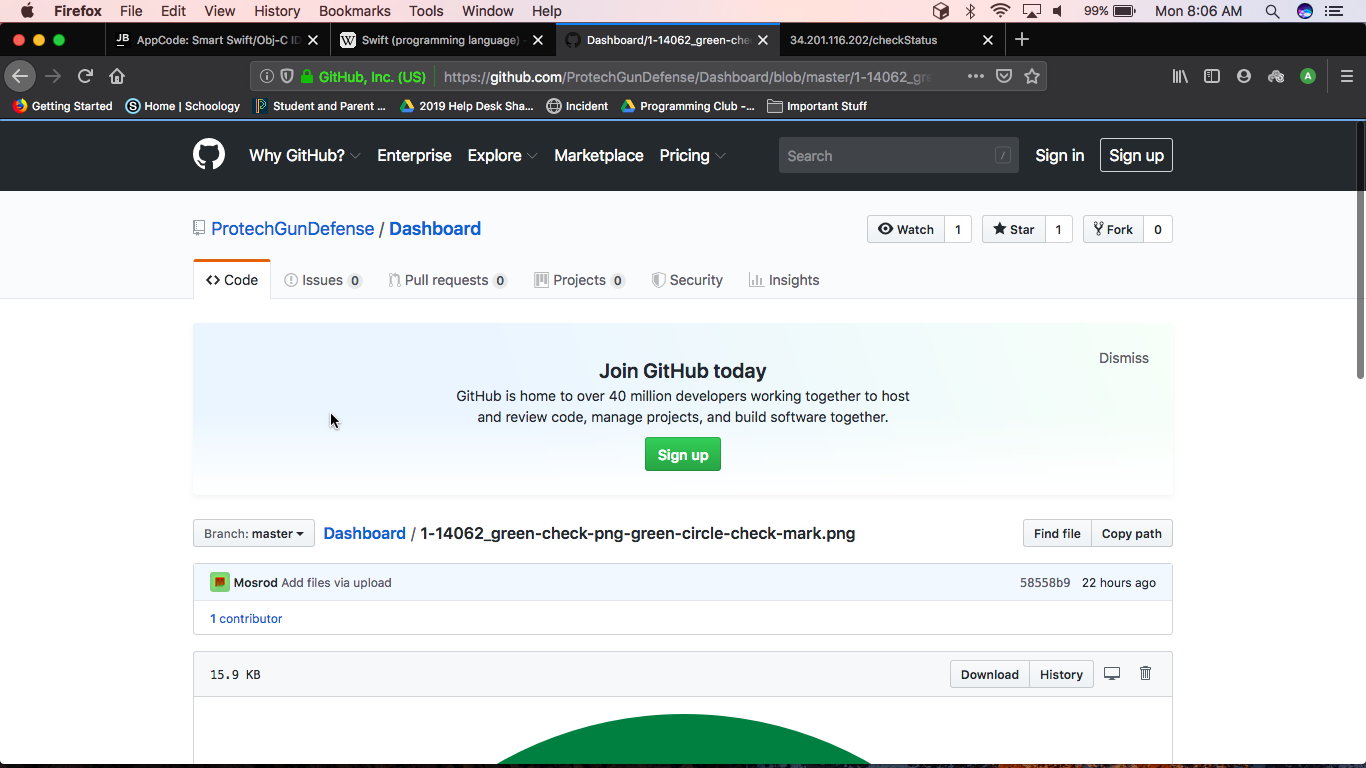 Firefox File Edit View History Bookmarks Tools Window Help 99% Mon 8:06 AM
JB AppCode: Smart Swift/Obj-C ID W Swift (programming language) - Dashboard/1-14062_green-che 34.201.116.202/checkStatus
GitHub, Inc. (US) https://github.com/ProtechGunDefense/Dashboard/blob/master/1-14062_gre A
Getting Started S Home | Schoology Student and Parent ... 2019 Help Desk Sha... Incident Programming Club -... Important Stuff
Why GitHub? Enterprise Explore Marketplace Pricing Search / Sign in Sign up
ProtechGunDefense / Dashboard Watch 1 Star 1 Fork 0
Code Issues 0 Pull requests 0 Projects 0 Security Insights
Dismiss
Join GitHub today
GitHub is home to over 40 million developers working together to host
and review code, manage projects, and build software together.
Sign up
Branch: master Dashboard / 1-14062_green-check-png-green-circle-check-mark.png Find file Copy path
Mosrod Add files via upload 58558b9 22 hours ago
1 contributor
15.9 KB Download History